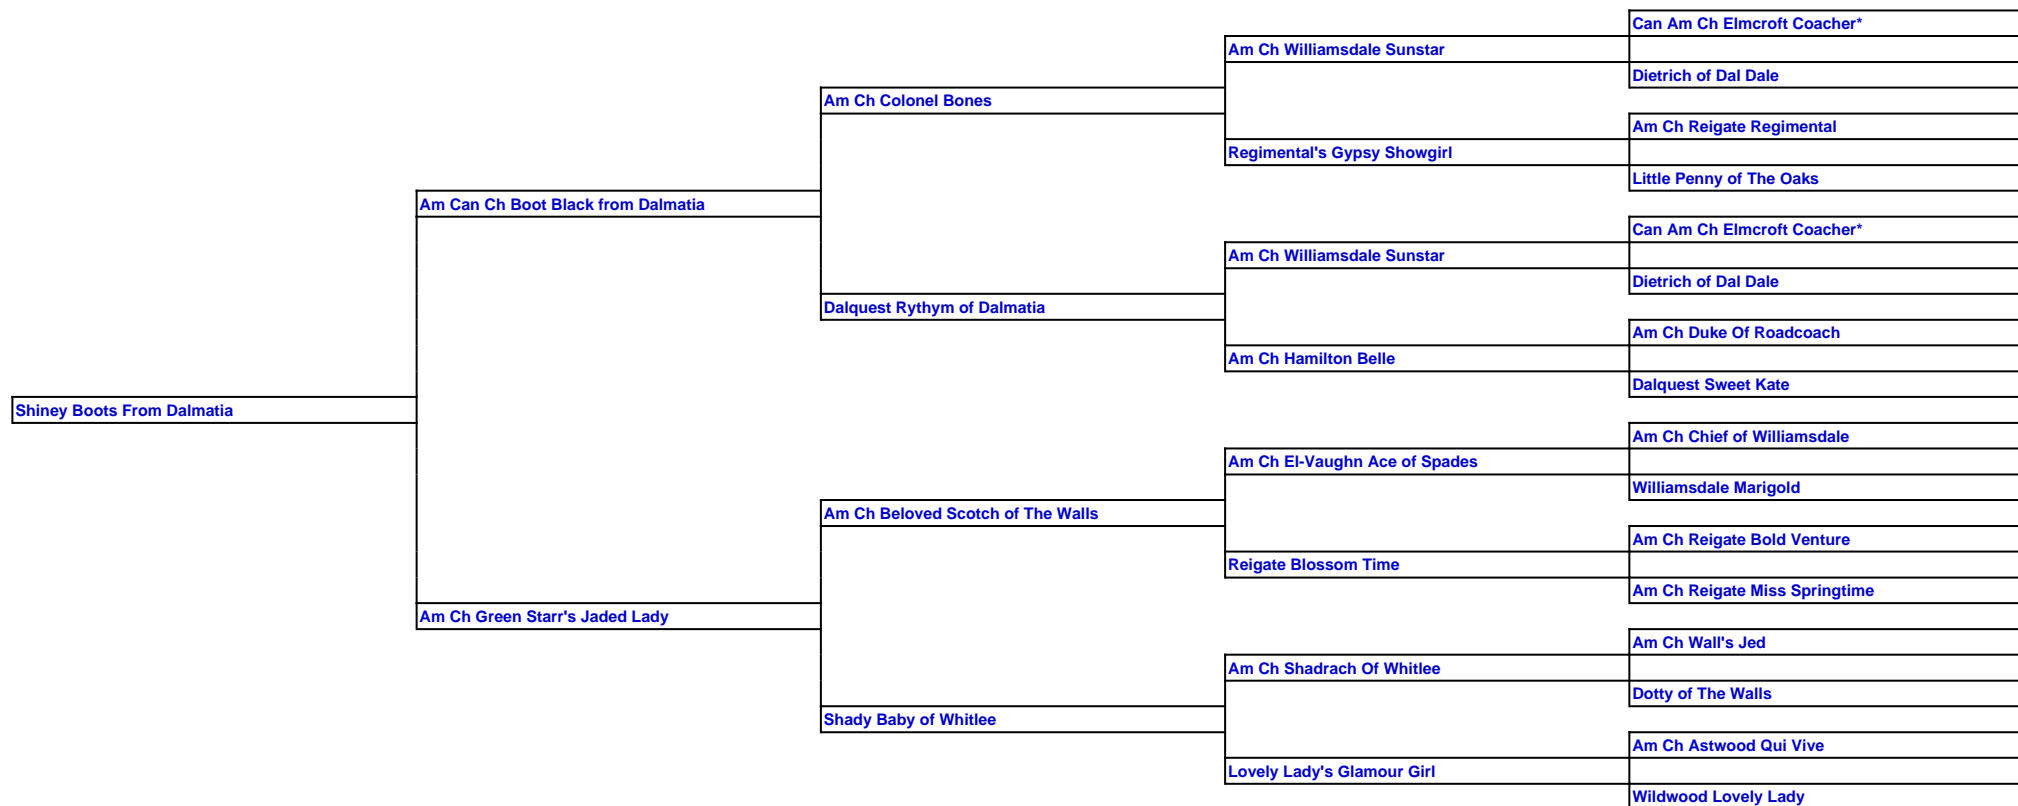 Can Am Ch Elmcroft Coacher*
Am Ch Williamsdale Sunstar
Dietrich of Dal Dale
Am Ch Colonel Bones
Am Ch Reigate Regimental
Regimental's Gypsy Showgirl
Little Penny of The Oaks
Am Can Ch Boot Black from Dalmatia
Can Am Ch Elmcroft Coacher*
Am Ch Williamsdale Sunstar
Dietrich of Dal Dale
Dalquest Rythym of Dalmatia
Am Ch Duke Of Roadcoach
Am Ch Hamilton Belle
Dalquest Sweet Kate
Shiney Boots From Dalmatia
Am Ch Chief of Williamsdale
Am Ch El-Vaughn Ace of Spades
Williamsdale Marigold
Am Ch Beloved Scotch of The Walls
Am Ch Reigate Bold Venture
Reigate Blossom Time
Am Ch Reigate Miss Springtime
Am Ch Green Starr's Jaded Lady
Am Ch Wall's Jed
Am Ch Shadrach Of Whitlee
Dotty of The Walls
Shady Baby of Whitlee
Am Ch Astwood Qui Vive
Lovely Lady's Glamour Girl
Wildwood Lovely Lady